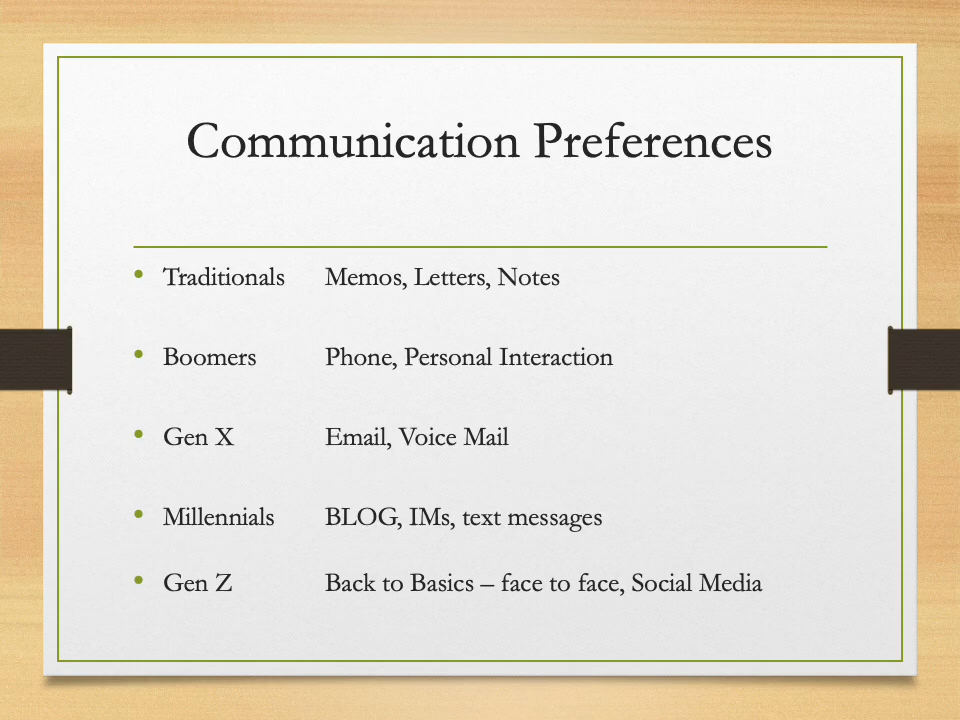 Communication Preferences
• Traditionals Memos, Letters, Notes
• Boomers Phone, Personal Interaction
• Gen X Email, Voice Mail
• Millennials BLOG, IMs, text messages
• Gen Z Back to Basics – face to face, Social Media